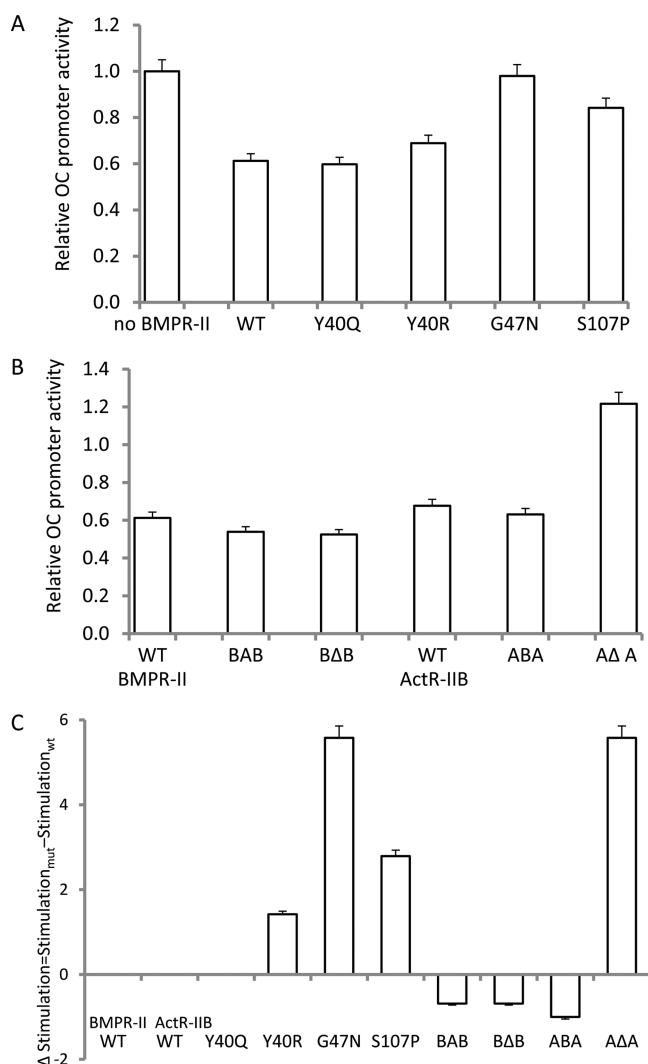 A
Relative OC promoter activity
1.2
1.0
0.8
0.6
0.4
0.2
0.0
no BMPR-II WT Y40Q Y40R G47N S107P
B
Relative OC promoter activity
1.4
1.2
1.0
0.8
0.6
0.4
0.2
0.0
WT BAB BΔB WT ABA AΔ A
BMPR-II ActR-IIB
C
Δ Stimulation=Stimulationmut−Stimulationwt
6
4
2
0
-2
BMPR-II ActR-IIB
WT WT Y40Q Y40R G47N S107P BAB BΔB ABA AΔA